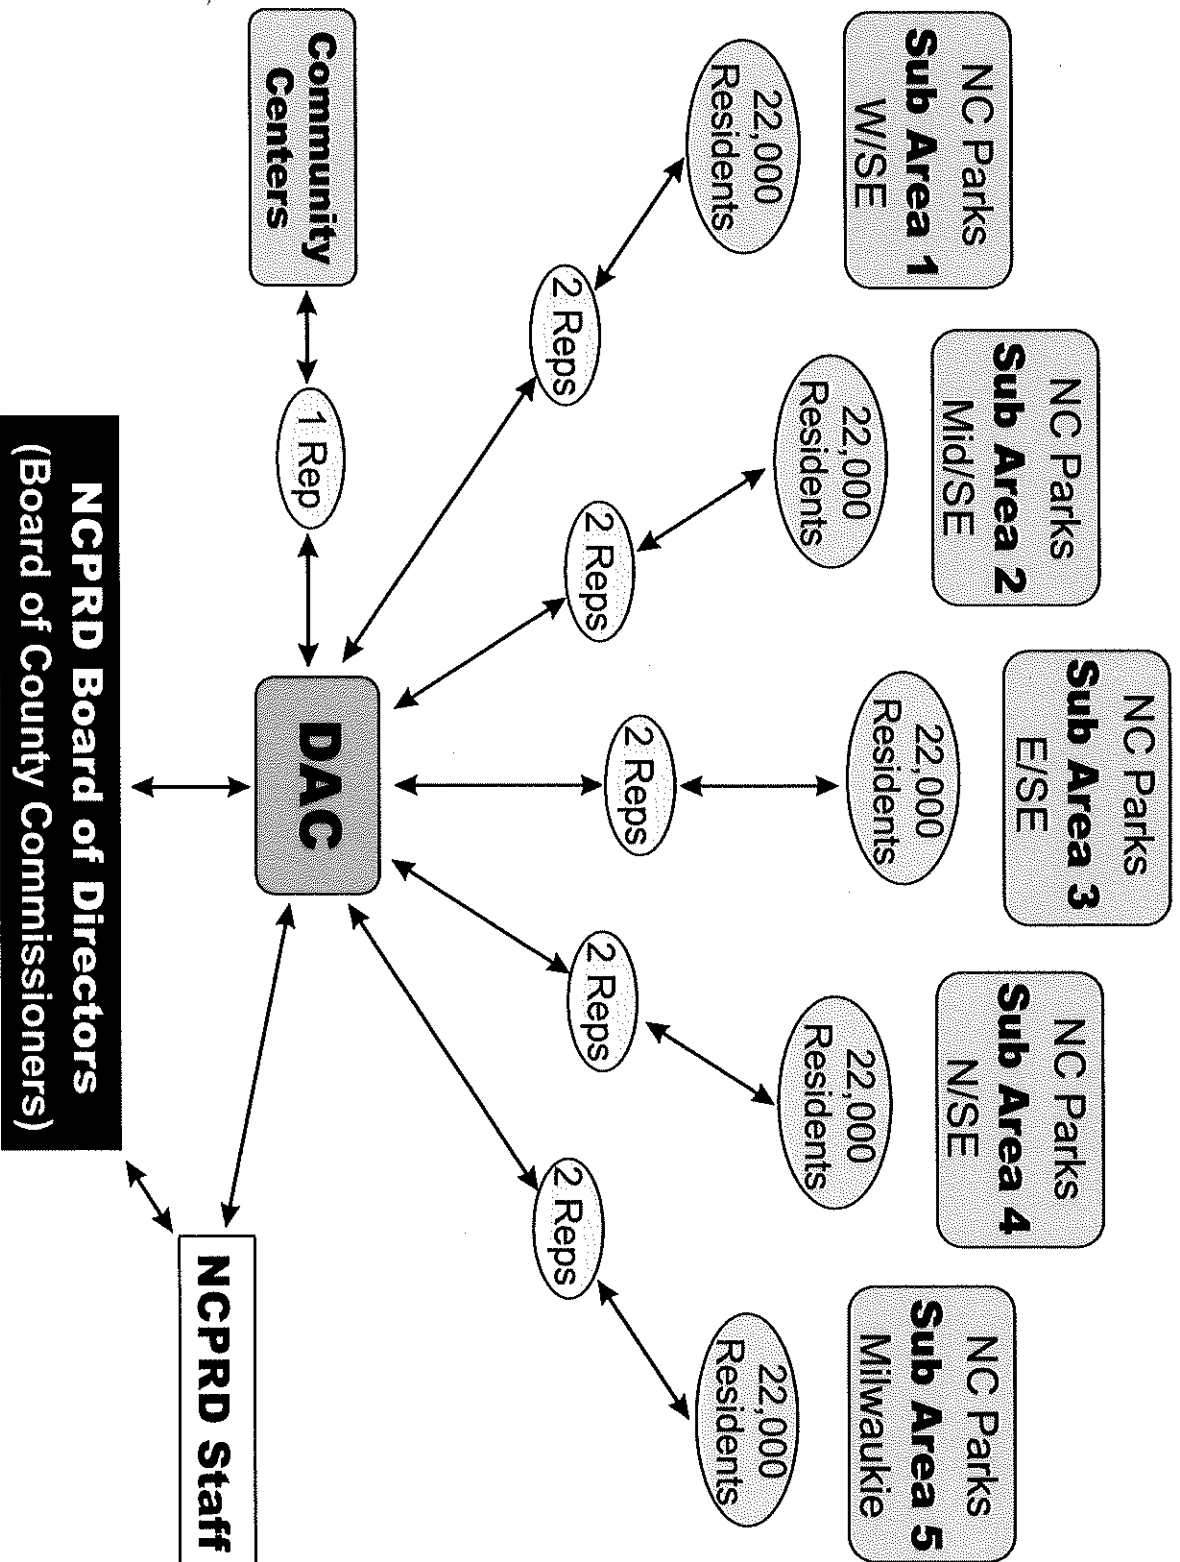 NC Parks
Sub Area 1
W/SE
NC Parks
Sub Area 2
Mid/SE
NC Parks
Sub Area 3
E/SE
NC Parks
Sub Area 4
N/SE
NC Parks
Sub Area 5
Milwaukie
22,000
Residents
22,000
Residents
22,000
Residents
22,000
Residents
22,000
Residents
2 Reps
2 Reps
2 Reps
2 Reps
2 Reps
Community
Centers
1 Rep
DAC
NCPRD Staff
NCPRD Board of Directors
(Board of County Commissioners)